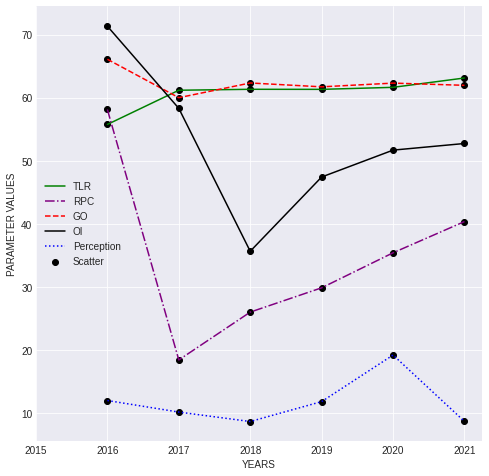 70
60
50
40
30
20
10
PARAMETER VALUES
TLR
RPC
GO
OI
Perception
Scatter
2015 2016 2017 2018 2019 2020 2021
YEARS